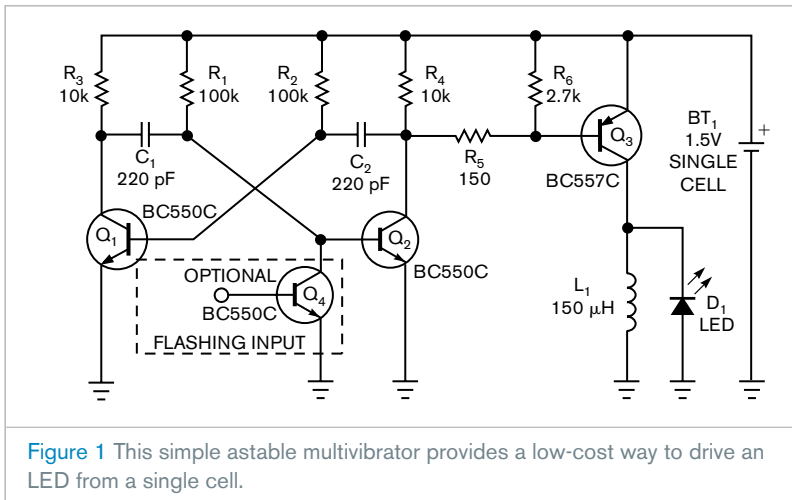 R3
10k
R1
100k
R2
100k
R4
10k
R6
2.7k
C1
220 pF
C2
220 pF
R5
150
Q3
BC557C
BT1
1.5V
SINGLE
CELL
+
Q1
BC550C
Q2
BC550C
OPTIONAL
Q4
BC550C
FLASHING INPUT
L1
150 μH
D1
LED
Figure 1 This simple astable multivibrator provides a low-cost way to drive an
LED from a single cell.